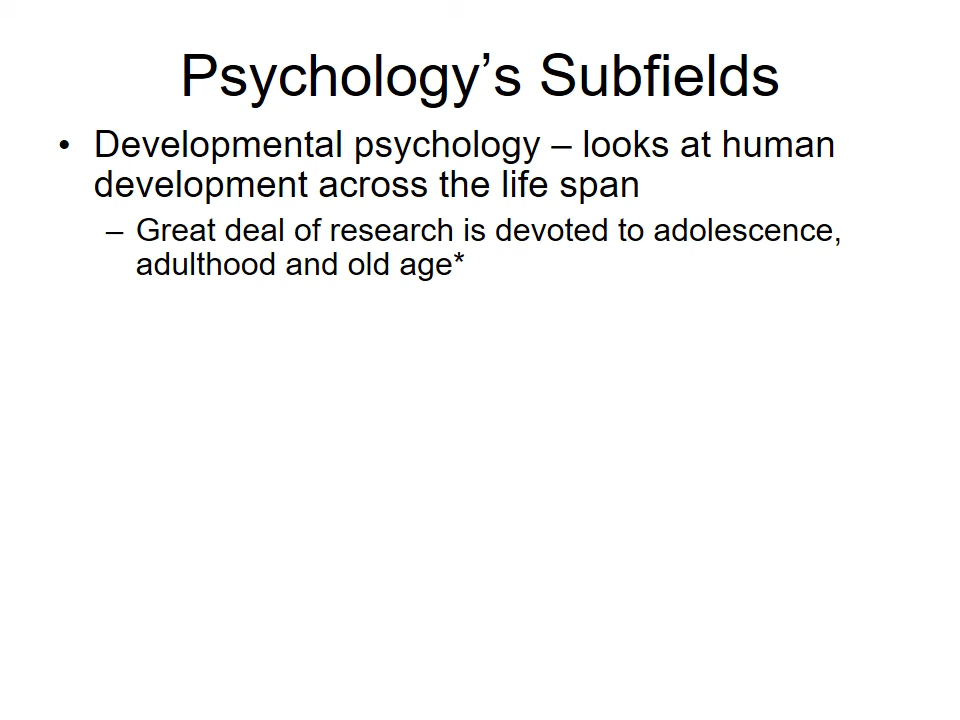 Psychology’s Subfields
• Developmental psychology – looks at human
development across the life span
– Great deal of research is devoted to adolescence,
adulthood and old age*